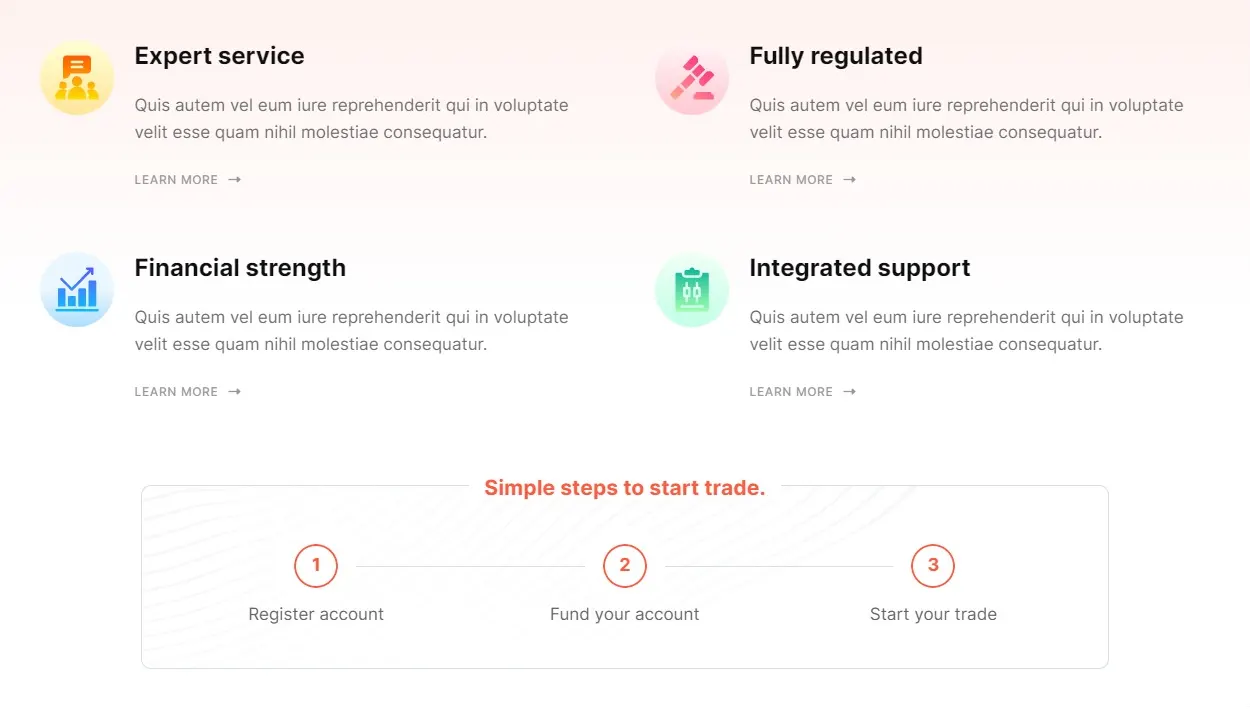 Expert service
Quis autem vel eum iure reprehenderit qui in voluptate
velit esse quam nihil molestiae consequatur.
LEARN MORE →
Fully regulated
Quis autem vel eum iure reprehenderit qui in voluptate
velit esse quam nihil molestiae consequatur.
LEARN MORE →
Financial strength
Quis autem vel eum iure reprehenderit qui in voluptate
velit esse quam nihil molestiae consequatur.
LEARN MORE →
Integrated support
Quis autem vel eum iure reprehenderit qui in voluptate
velit esse quam nihil molestiae consequatur.
LEARN MORE →
Simple steps to start trade.
1
Register account
2
Fund your account
3
Start your trade